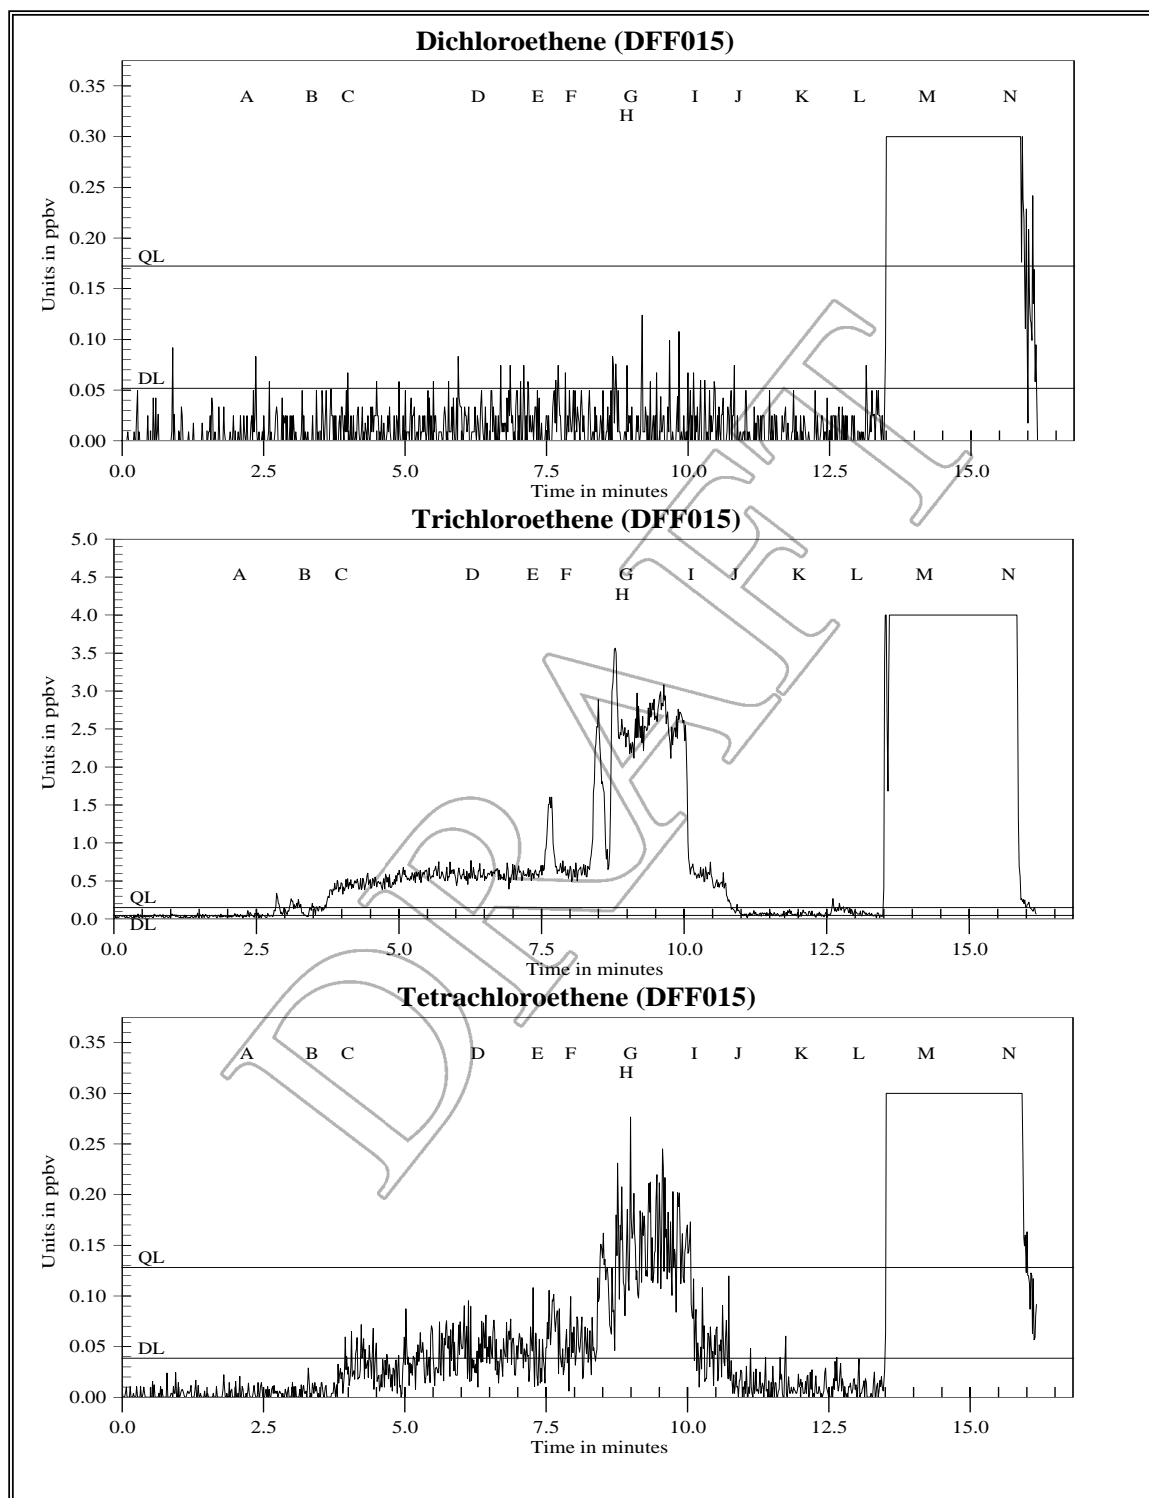 Dichloroethene (DFF015)
0.35
A B C D E F G I J K L M N
H
0.30
0.25
Units in ppbv
0.20
QL
0.15
0.10
DL
0.05
0.00
0.0 2.5 5.0 7.5 10.0 12.5 15.0
Time in minutes
Trichloroethene (DFF015)
5.0
4.5
A B C D E F G I J K L M N
H
4.0
3.5
3.0
Units in ppbv
2.5
2.0
1.5
1.0
0.5
QL
0.0
DL
0.0 2.5 5.0 7.5 10.0 12.5 15.0
Time in minutes
Tetrachloroethene (DFF015)
0.35
A B C D E F G I J K L M N
H
0.30
0.25
Units in ppbv
0.20
0.15
QL
0.10
0.05
DL
0.00
0.0 2.5 5.0 7.5 10.0 12.5 15.0
Time in minutes
DRAFT